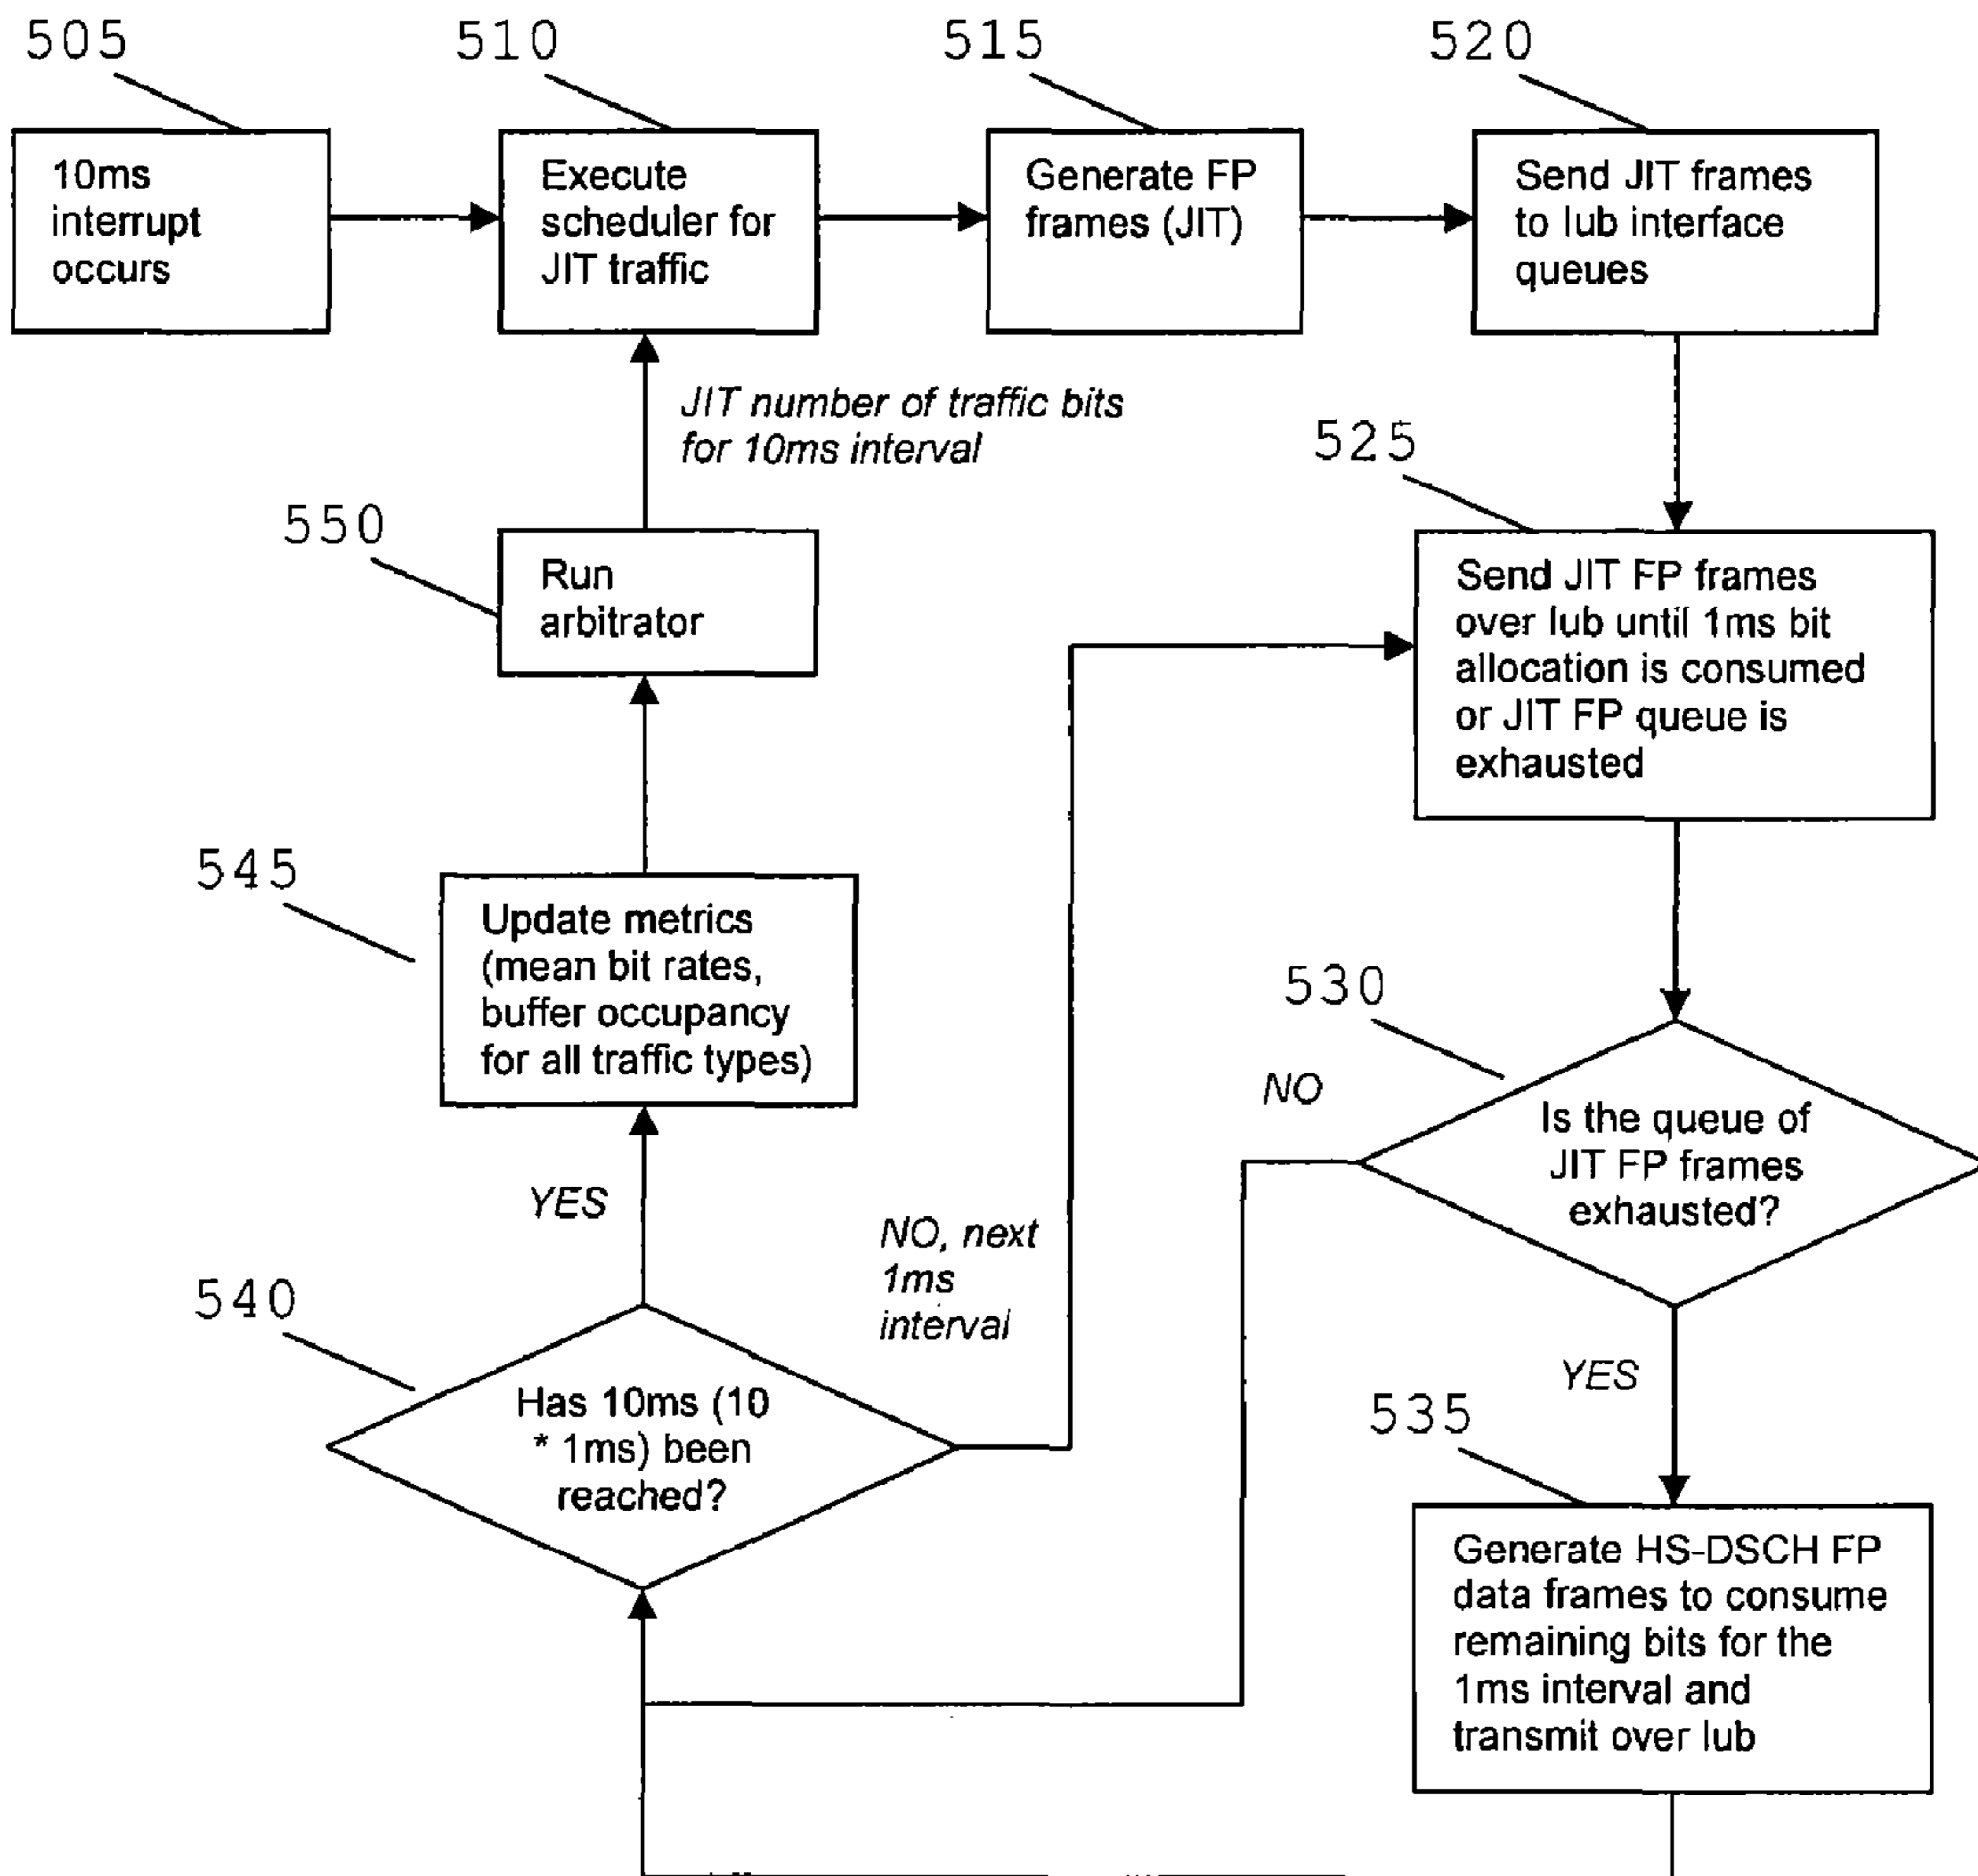 505
510
515
520
10ms
interrupt
occurs
Execute
scheduler for
JIT traffic
Generate FP
frames (JIT)
Send JIT frames
to Iub interface
queues
JIT number of traffic bits
for 10ms interval
525
550
Run
arbitrator
Send JIT FP frames
over Iub until 1ms bit
allocation is consumed
or JIT FP queue is
exhausted
545
Update metrics
(mean bit rates,
buffer occupancy
for all traffic types)
530
NO
Is the queue of
JIT FP frames
exhausted?
YES
NO, next
1ms
interval
540
Has 10ms (10
* 1ms) been
reached?
YES
535
Generate HS-DSCH FP
data frames to consume
remaining bits for the
1ms interval and
transmit over Iub